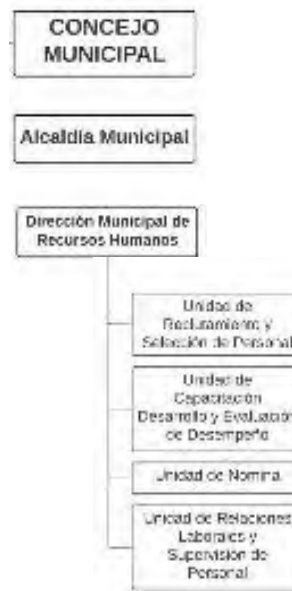 CONCEJO
MUNICIPAL
Alcaldía Municipal
Dirección Municipal de
Recursos Humanos
Unidad de
Reclutamiento y
Selección de Personal
Unidad de
Capacitación
Desarrollo y Evaluación
de Desempeño
Unidad de Nomina
Unidad de Relaciones
Laborales y
Supervisión de
Personal